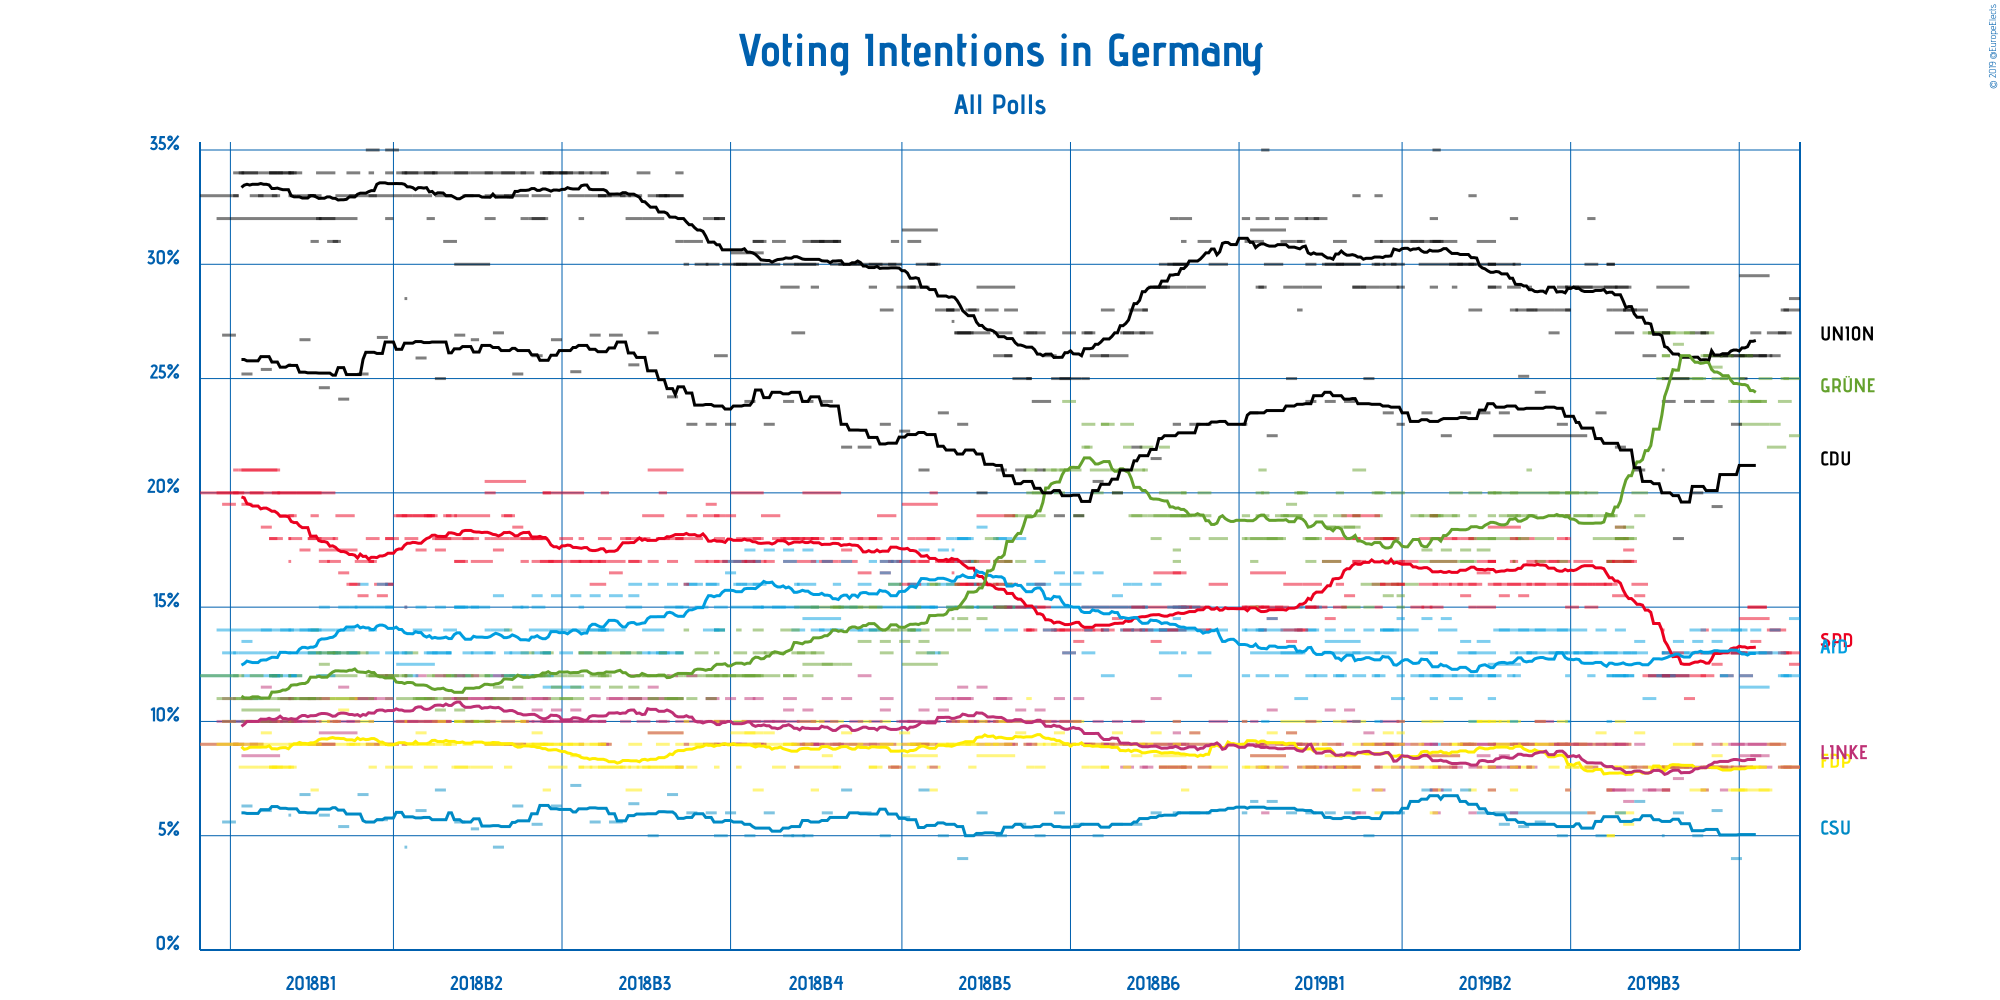 Voting Intentions in Germany
All Polls
© 2019 @EuropeElects
35%
30%
25%
20%
15%
10%
5%
0%
UNION
GRÜNE
CDU
SPD
AfD
LINKE
FDP
CSU
2018B1 2018B2 2018B3 2018B4 2018B5 2018B6 2019B1 2019B2 2019B3